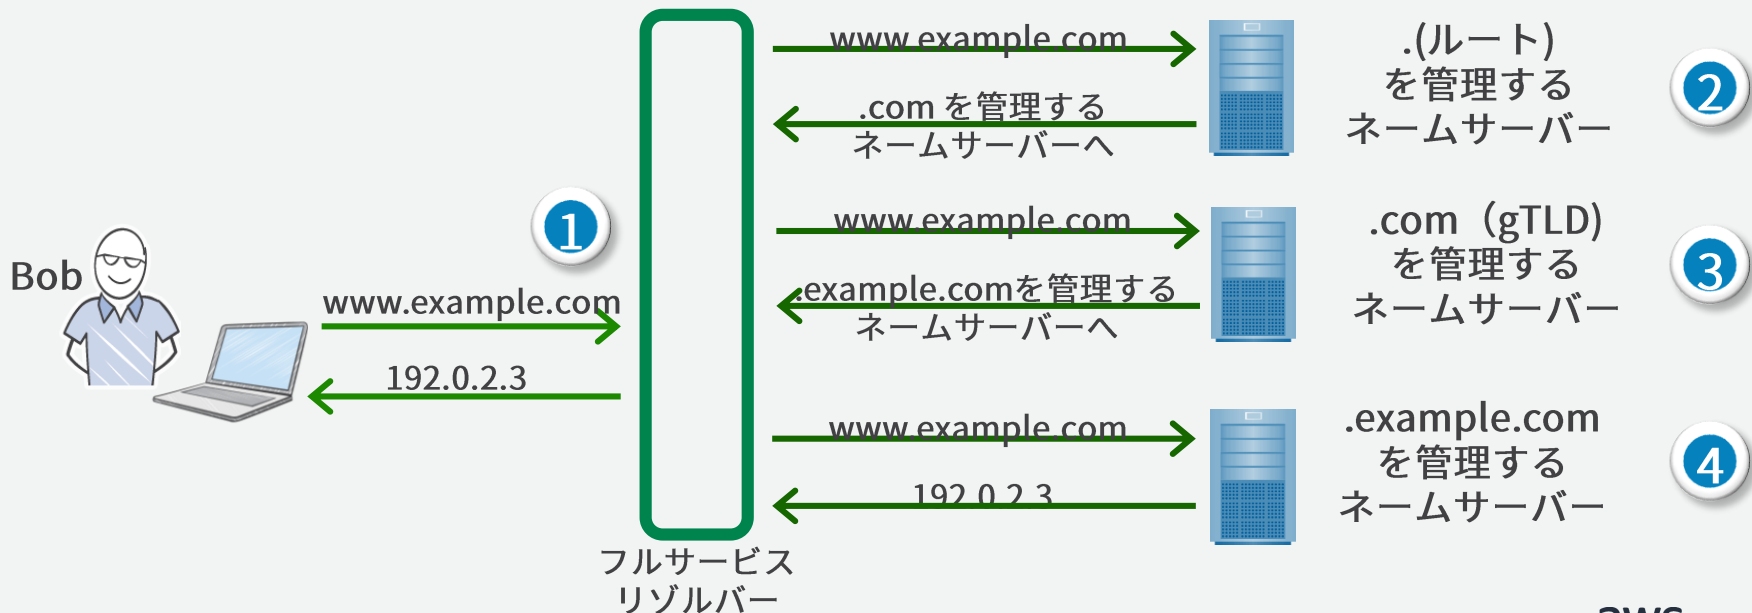 Bob
1
www.example.com
192.0.2.3
フルサービス
リゾルバー
www.example.com
.com を管理する
ネームサーバーへ
.(ルート)
を管理する
ネームサーバー
2
www.example.com
.example.comを管理する
ネームサーバーへ
.com（gTLD)
を管理する
ネームサーバー
3
www.example.com
192.0.2.3
.example.com
を管理する
ネームサーバー
4
aws